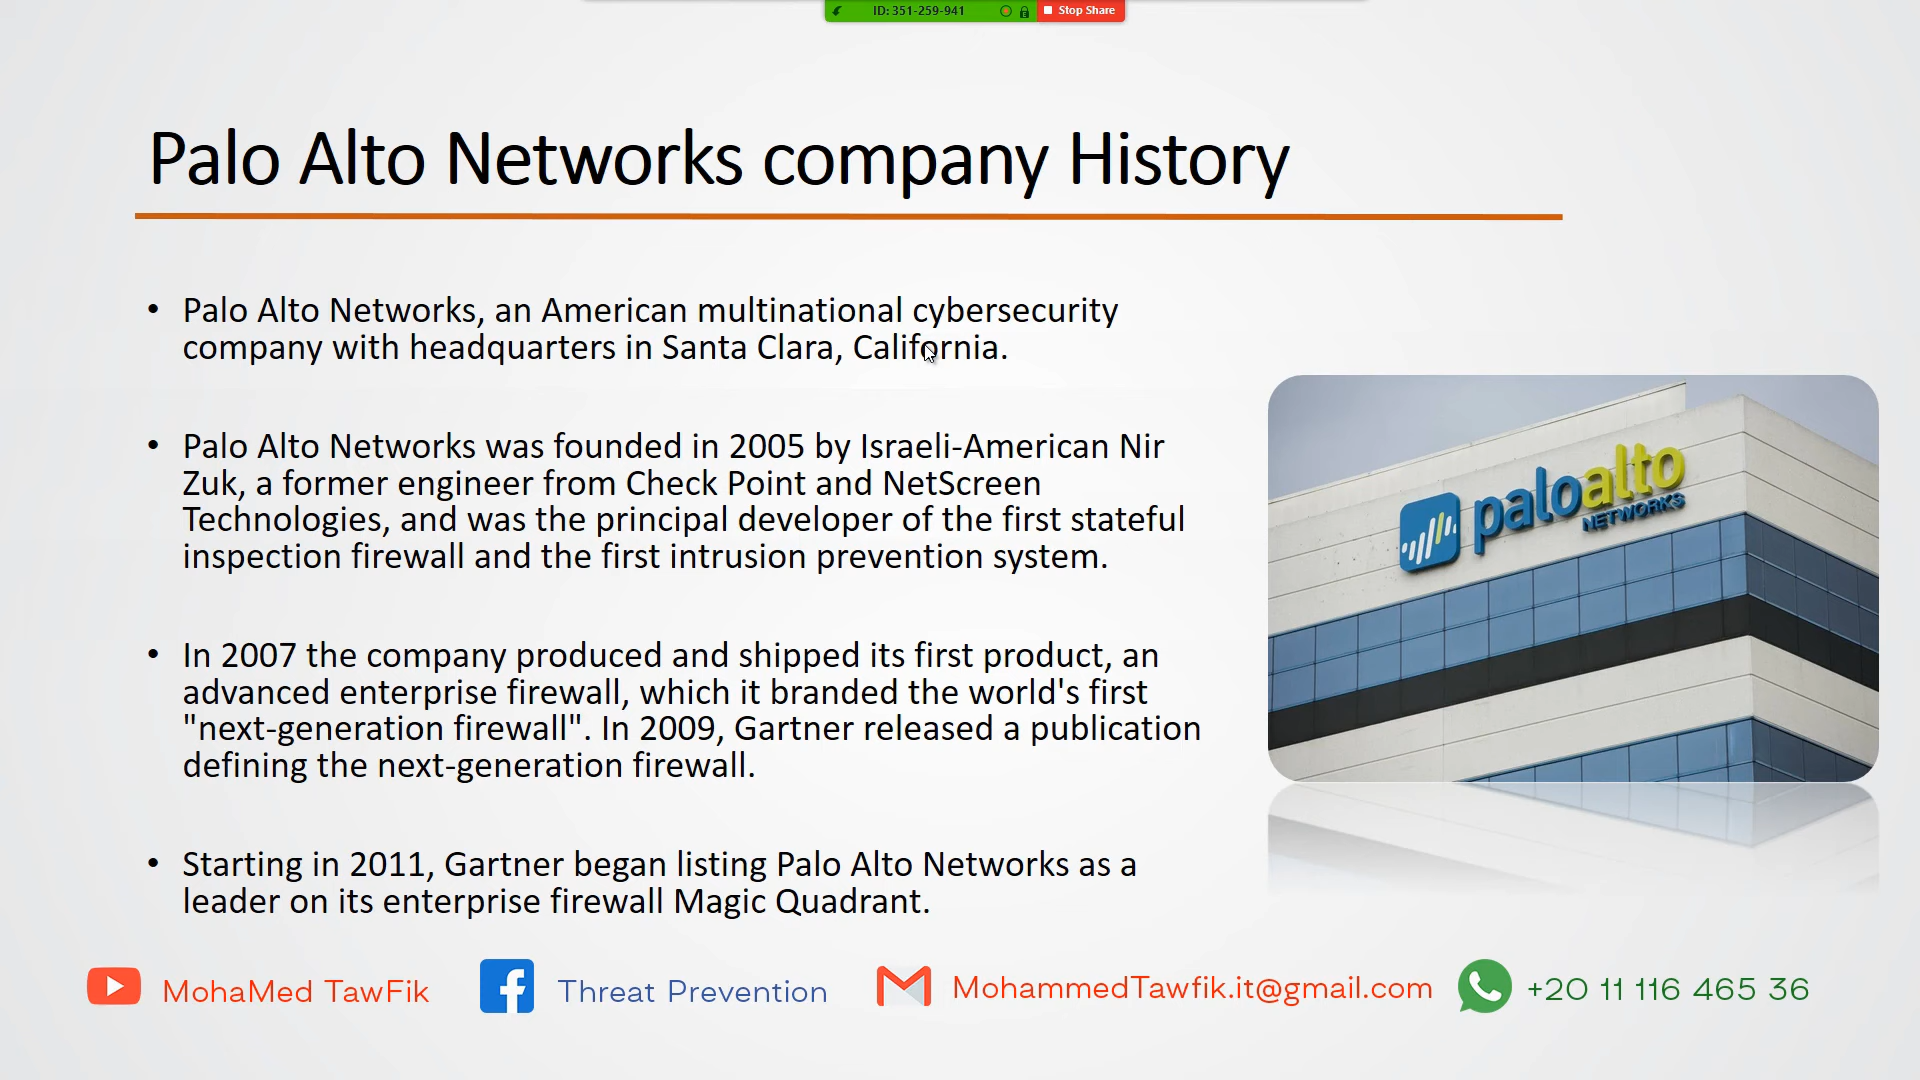 ID: 351-259-941
Stop Share
Palo Alto Networks company History
• Palo Alto Networks, an American multinational cybersecurity
company with headquarters in Santa Clara, California.
• Palo Alto Networks was founded in 2005 by Israeli-American Nir
Zuk, a former engineer from Check Point and NetScreen
Technologies, and was the principal developer of the first stateful
inspection firewall and the first intrusion prevention system.
• In 2007 the company produced and shipped its first product, an
advanced enterprise firewall, which it branded the world's first
"next-generation firewall". In 2009, Gartner released a publication
defining the next-generation firewall.
• Starting in 2011, Gartner began listing Palo Alto Networks as a
leader on its enterprise firewall Magic Quadrant.
paloalto
NETWORKS
MohaMed TawFik
Threat Prevention
MohammedTawfik.it@gmail.com
+20 11 116 465 36